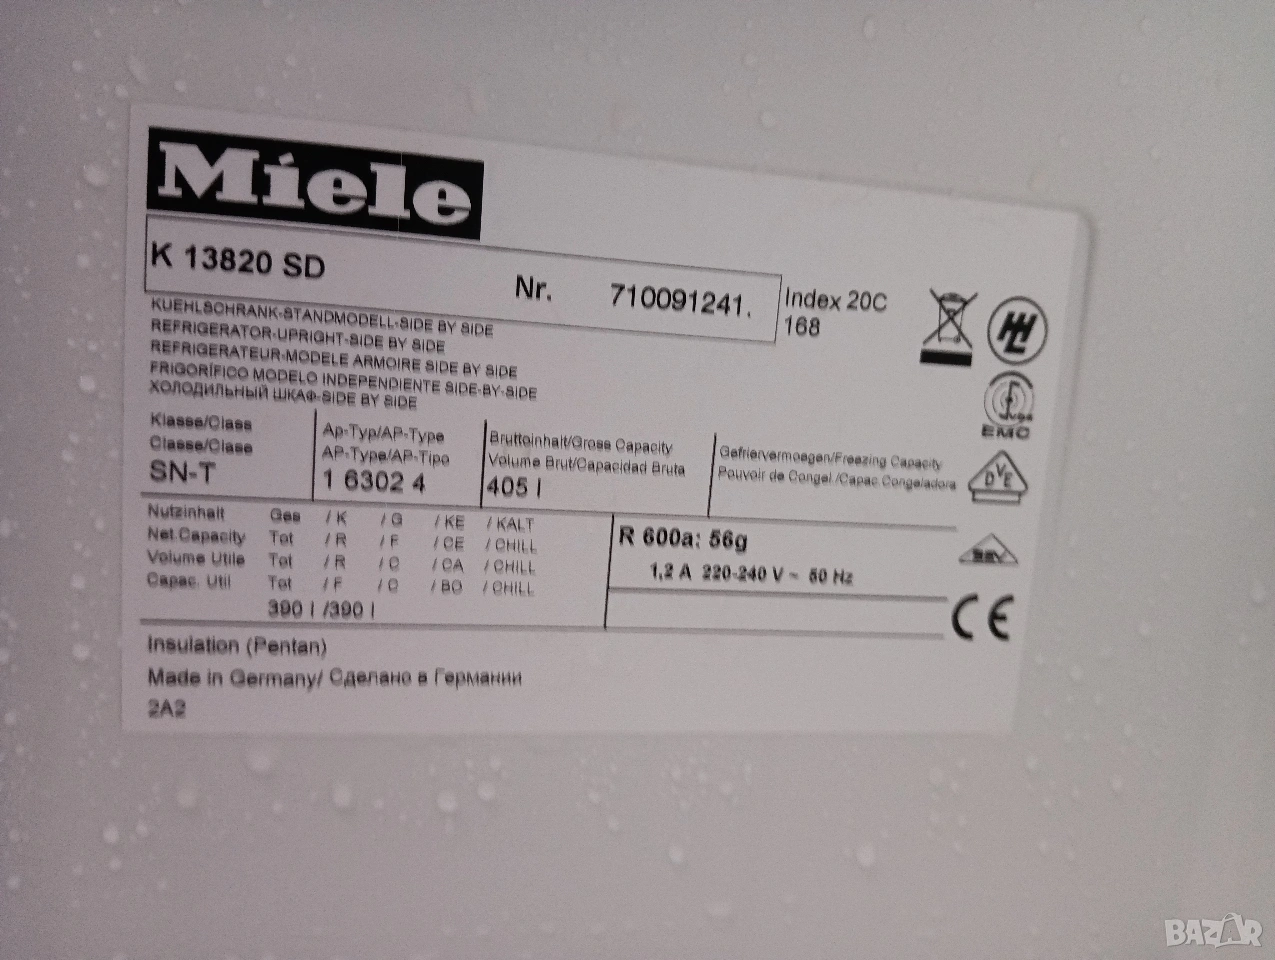 Miele
K 13820 SD
Nr. 710091241.
Index 20C
168
KUEHLSCHRANK-STANDMODELL-SIDE BY SIDE
REFRIGERATOR-UPRIGHT-SIDE BY SIDE
REFRIGERATEUR-MODELE ARMOIRE SIDE BY SIDE
FRIGORÍFICO MODELO INDEPENDIENTE SIDE-BY-SIDE
ХОЛОДИЛЬНЫЙ ШКАФ-SIDE BY SIDE
Klasse/Class
Classe/Clase
SN-T
Ap-Typ/AP-Type
AP-Type/AP-Tipo
1 6302 4
Bruttoinhalt/Gross Capacity
Volume Brut/Capacidad Bruta
405 l
Gefriervermoegen/Freezing Capacity
Pouvoir de Congel./Capac.Congeladora
Nutzinhalt Ges /K /G /KE /KALT
Net.Capacity Tot /R /F /CE /CHILL
Volume Utile Tot /R /C /CA /CHILL
Capac. Util Tot /F /C /BO /CHILL
390 l /390 l
R 600a: 56g
1,2 A 220-240 V ~ 50 Hz
Insulation (Pentan)
Made in Germany/ Сделано в Германии
2A2
EMC
DVE
CE
BAZAR